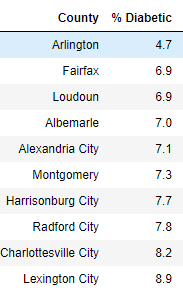 County % Diabetic
Arlington 4.7
Fairfax 6.9
Loudoun 6.9
Albemarle 7.0
Alexandria City 7.1
Montgomery 7.3
Harrisonburg City 7.7
Radford City 7.8
Charlottesville City 8.2
Lexington City 8.9